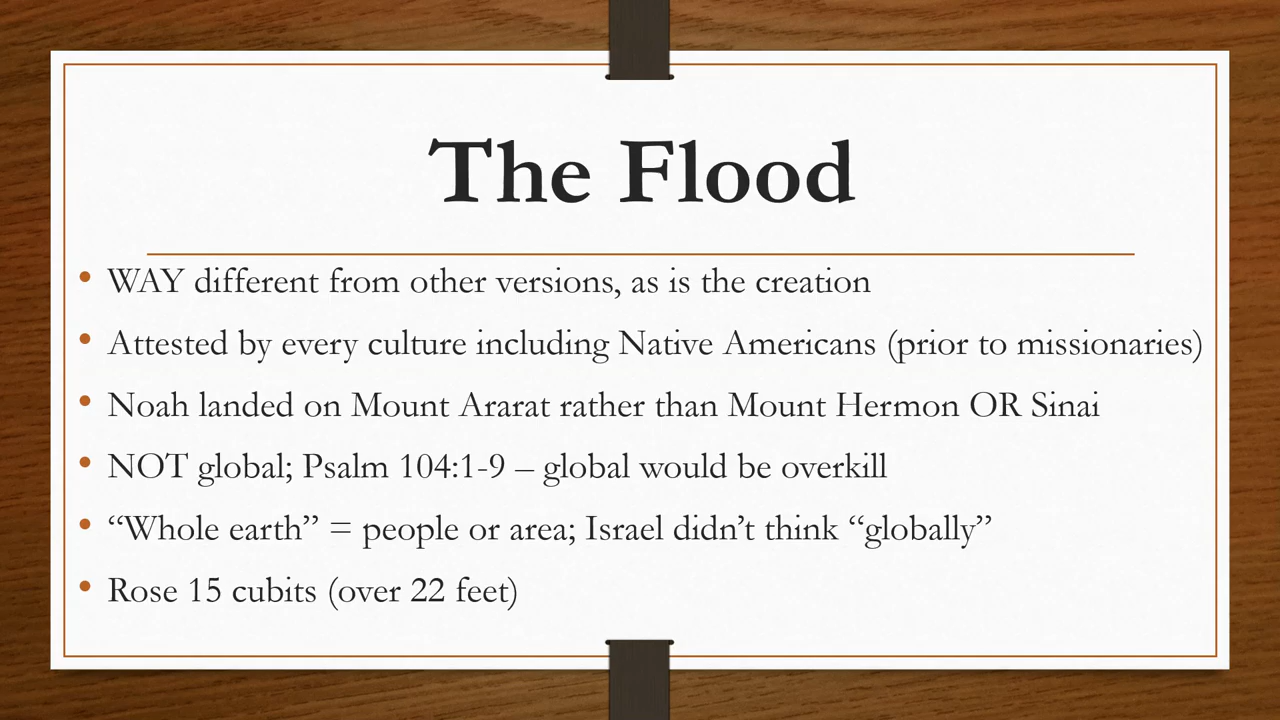 The Flood
• WAY different from other versions, as is the creation
• Attested by every culture including Native Americans (prior to missionaries)
• Noah landed on Mount Ararat rather than Mount Hermon OR Sinai
• NOT global; Psalm 104:1-9 – global would be overkill
• “Whole earth” = people or area; Israel didn’t think “globally”
• Rose 15 cubits (over 22 feet)